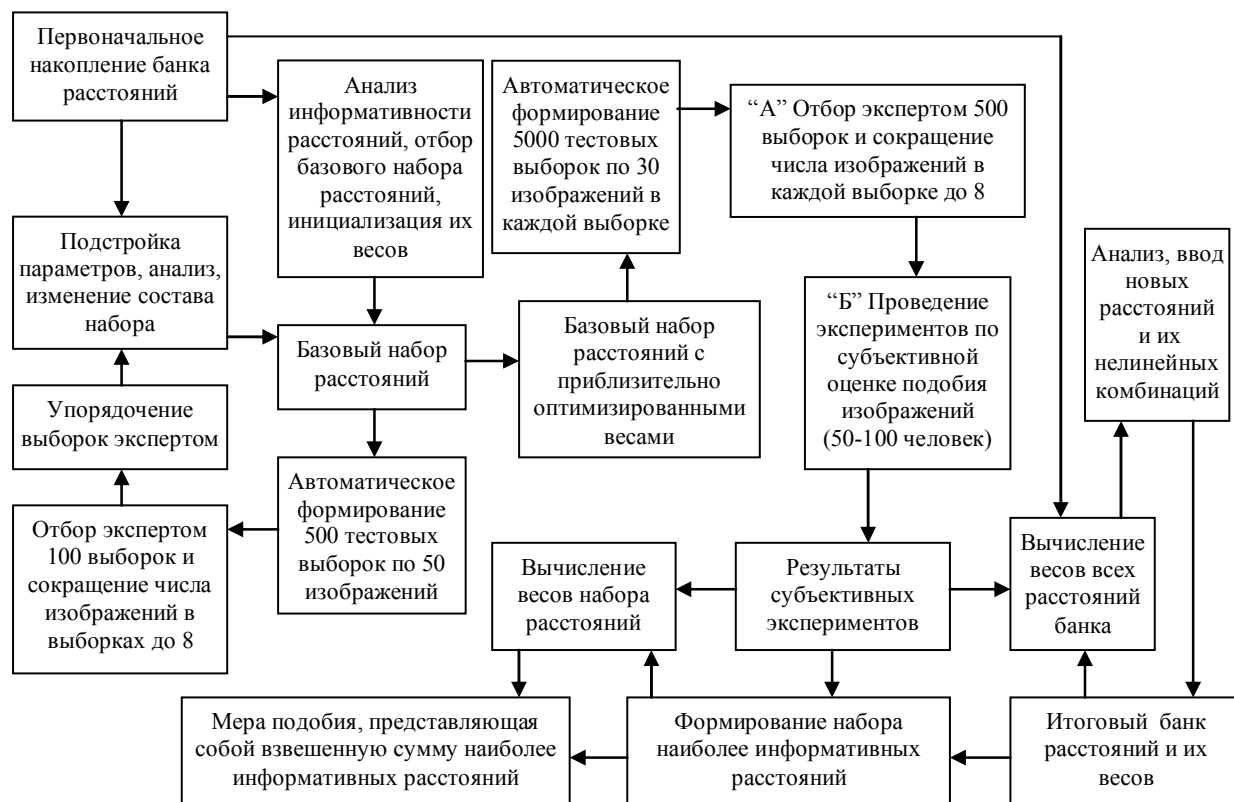 Первоначальное
накопление банка
расстояний
Анализ
информативности
расстояний, отбор
базового набора
расстояний,
инициализация их
весов
Автоматическое
формирование
5000 тестовых
выборок по 30
изображений в
каждой выборке
“А” Отбор экспертом 500
выборок и сокращение
числа изображений в
каждой выборке до 8
Подстройка
параметров, анализ,
изменение состава
набора
Базовый набор
расстояний
Базовый набор
расстояний с
приблизительно
оптимизированными
весами
“Б” Проведение
экспериментов по
субъективной
оценке подобия
изображений
(50-100 человек)
Анализ, ввод
новых
расстояний
и их
нелинейных
комбинаций
Упорядочение
выборок экспертом
Отбор экспертом
100 выборок и
сокращение числа
изображений в
выборках до 8
Автоматическое
формирование
500 тестовых
выборок по 50
изображений
Вычисление
весов набора
расстояний
Результаты
субъективных
экспериментов
Вычисление
весов всех
расстояний
банка
Мера подобия, представляющая
собой взвешенную сумму наиболее
информативных расстояний
Формирование набора
наиболее информативных
расстояний
Итоговый банк
расстояний и их
весов